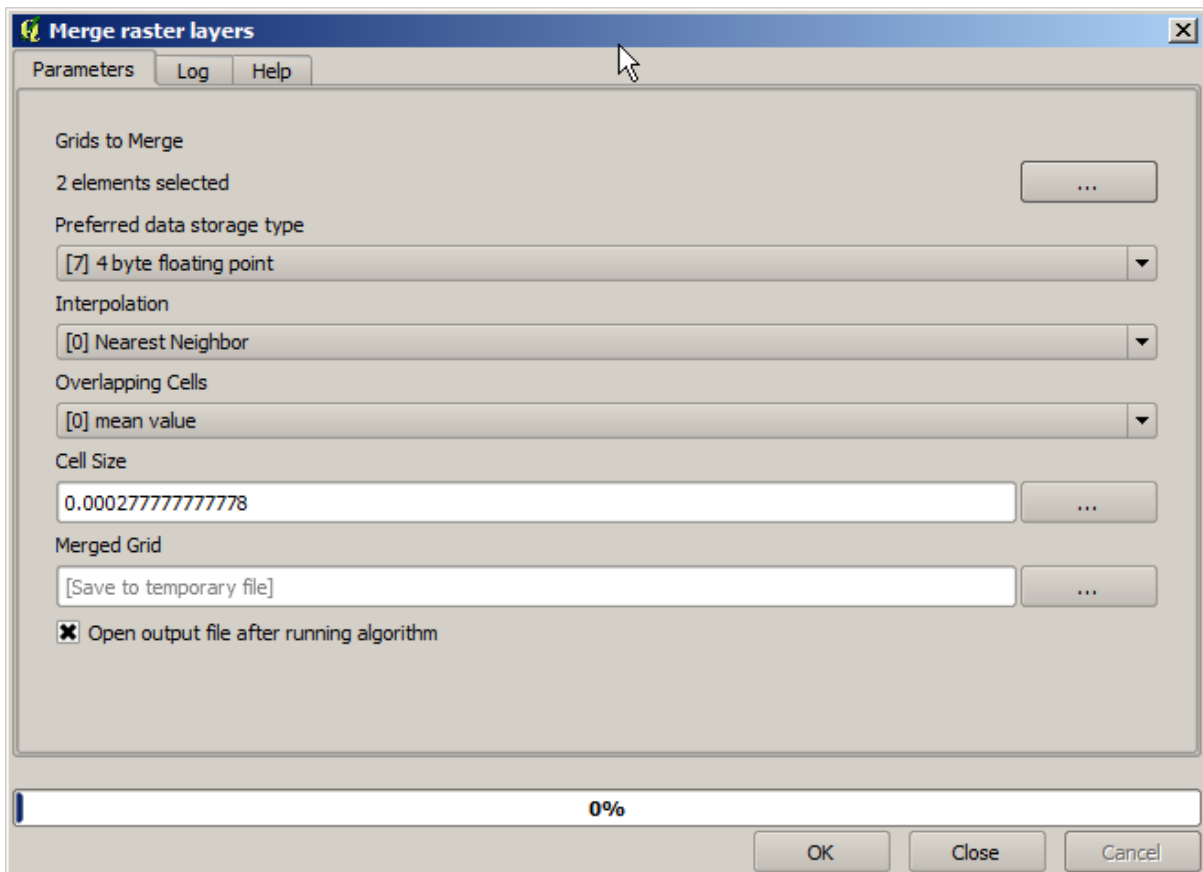 Merge raster layers
Parameters Log Help
Grids to Merge
2 elements selected
...
Preferred data storage type
[7] 4 byte floating point
Interpolation
[0] Nearest Neighbor
Overlapping Cells
[0] mean value
Cell Size
0.000277777777778
...
Merged Grid
[Save to temporary file]
...
Open output file after running algorithm
0%
OK Close Cancel